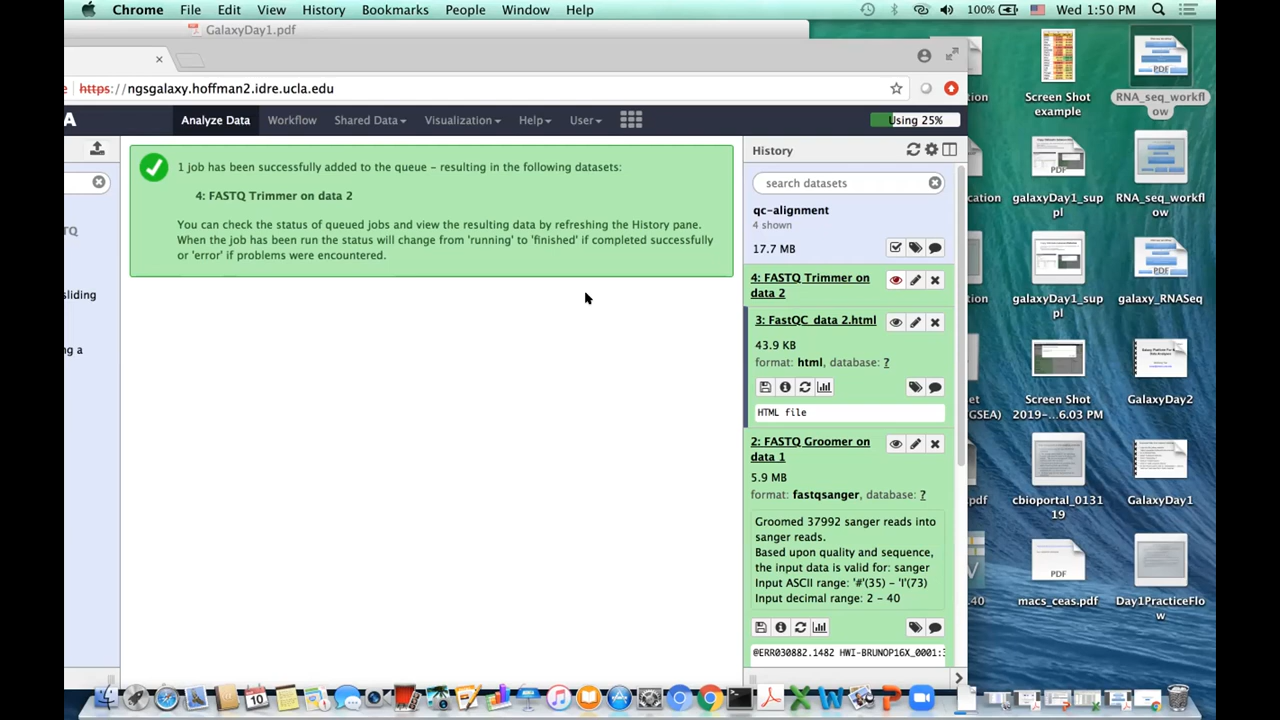 Chrome File Edit View History Bookmarks People Window Help 100% Wed 1:50 PM
GalaxyDay1.pdf
https://ngsgalaxy.hoffman2.idre.ucla.edu
Analyze Data Workflow Shared Data Visualization Help User Using 25%
1 job has been successfully added to the queue - resulting in the following datasets:
4: FASTQ Trimmer on data 2
You can check the status of queued jobs and view the resulting data by refreshing the History pane.
When the job has been run the status will change from 'running' to 'finished' if completed successfully
or 'error' if problems were encountered.
sliding
ing a
History
search datasets
qc-alignment
4 shown
17.7 MB
4: FASTQ Trimmer on
data 2
3: FastQC_data 2.html
43.9 KB
format: html, database: ?
HTML file
2: FASTQ Groomer on
data 1
5.9 MB
format: fastqsanger, database: ?
Groomed 37992 sanger reads into
sanger reads.
Based upon quality and sequence,
the input data is valid for: sanger
Input ASCII range: '#'(35) - 'I'(73)
Input decimal range: 2 - 40
@ERR030882.1482 HWI-BRUNOP16X_0001:
Screen Shot
example
RNA_seq_workfl
ow
galaxyDay1_sup
pl
RNA_seq_workfl
ow
galaxyDay1_sup
pl
galaxy_RNASeq
Screen Shot
2019-...6.03 PM
GalaxyDay2
cbioportal_0131
19
GalaxyDay1
macs_ceas.pdf
Day1PracticeFlo
w